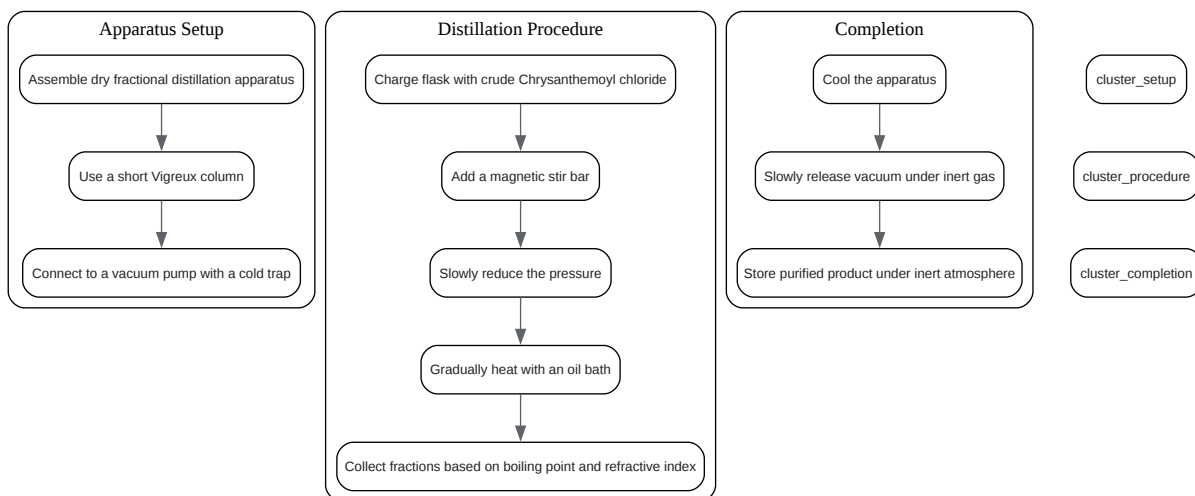 Apparatus Setup
Assemble dry fractional distillation apparatus
Use a short Vigreux column
Connect to a vacuum pump with a cold trap
Distillation Procedure
Charge flask with crude Chrysanthemoyl chloride
Add a magnetic stir bar
Slowly reduce the pressure
Gradually heat with an oil bath
Collect fractions based on boiling point and refractive index
Completion
Cool the apparatus
Slowly release vacuum under inert gas
Store purified product under inert atmosphere
cluster_setup
cluster_procedure
cluster_completion